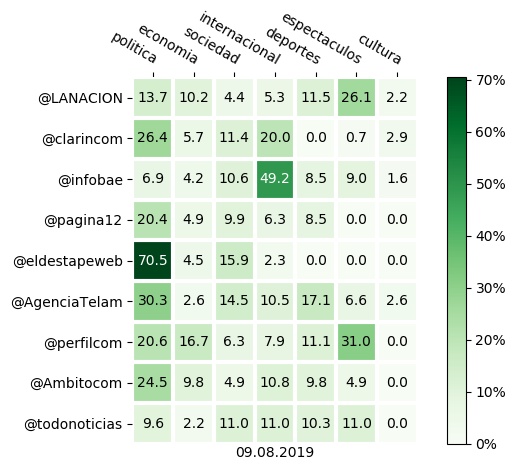 politica economia sociedad internacional deportes espectaculos cultura
@LANACION 13.7 10.2 4.4 5.3 11.5 26.1 2.2
@clarincom 26.4 5.7 11.4 20.0 0.0 0.7 2.9
@infobae 6.9 4.2 10.6 49.2 8.5 9.0 1.6
@pagina12 20.4 4.9 9.9 6.3 8.5 0.0 0.0
@eldestapeweb 70.5 4.5 15.9 2.3 0.0 0.0 0.0
@AgenciaTelam 30.3 2.6 14.5 10.5 17.1 6.6 2.6
@perfilcom 20.6 16.7 6.3 7.9 11.1 31.0 0.0
@Ambitocom 24.5 9.8 4.9 10.8 9.8 4.9 0.0
@todonoticias 9.6 2.2 11.0 11.0 10.3 11.0 0.0
09.08.2019
70%
60%
50%
40%
30%
20%
10%
0%